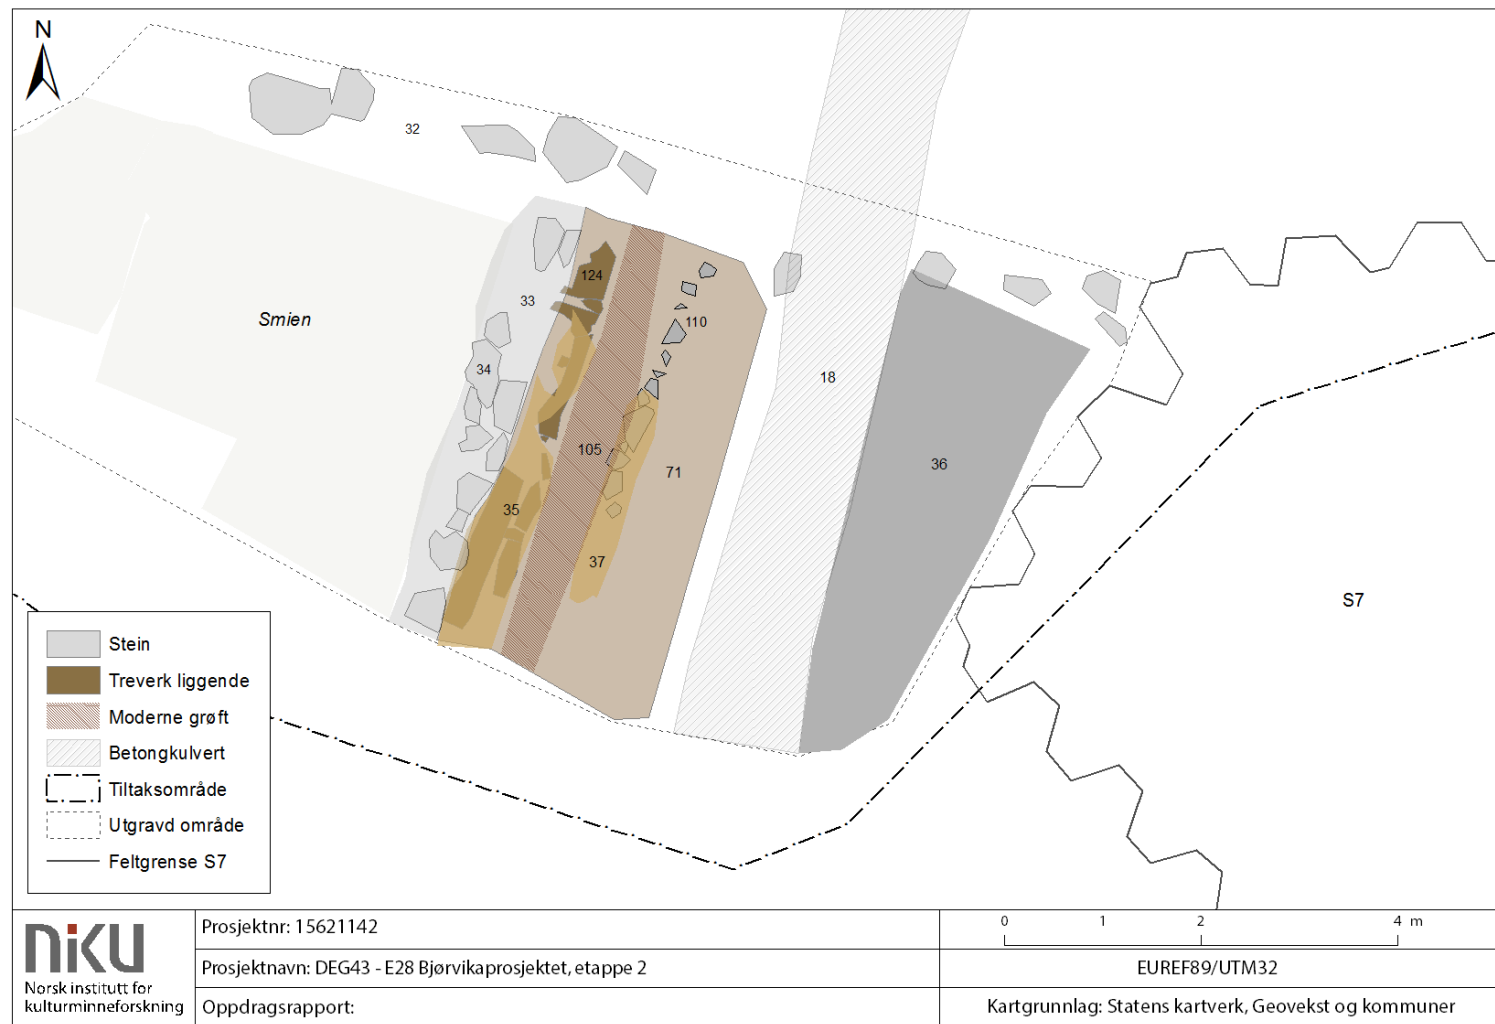 N
32
124
33
Smien
110
34
18
105
36
71
35
37
S7
Stein
Treverk liggende
Moderne grøft
Betongkulvert
Tiltaksområde
Utgravd område
Feltgrense S7
niku
Norsk institutt for
kulturminneforskning
Prosjektnr: 15621142
Prosjektnavn: DEG43 - E28 Bjørvikaprosjektet, etappe 2
Oppdragsrapport:
0 1 2 4 m
EUREF89/UTM32
Kartgrunnlag: Statens kartverk, Geovekst og kommuner